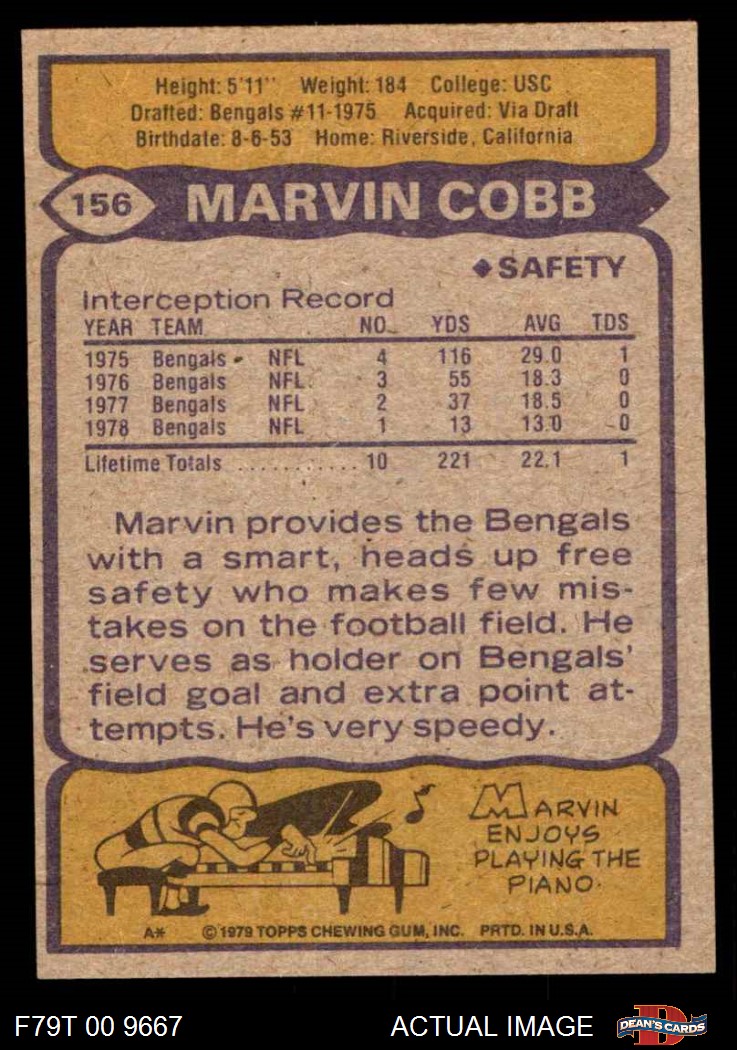 Height: 5'11" Weight: 184 College: USC
Drafted: Bengals #11-1975 Acquired: Via Draft
Birthdate: 8-6-53 Home: Riverside, California
156 MARVIN COBB
◆SAFETY
Interception Record
YEAR TEAM NO. YDS AVG TDS
1975 Bengals NFL 4 116 29.0 1
1976 Bengals NFL 3 55 18.3 0
1977 Bengals NFL 2 37 18.5 0
1978 Bengals NFL 1 13 13.0 0
Lifetime Totals ............ 10 221 22.1 1
Marvin provides the Bengals
with a smart, heads up free
safety who makes few mis-
takes on the football field. He
serves as holder on Bengals'
field goal and extra point at-
tempts. He's very speedy.
MARVIN
ENJOYS
PLAYING THE
PIANO.
A* ©1979 TOPPS CHEWING GUM, INC. PRTD. IN U.S.A.
F79T 00 9667 ACTUAL IMAGE D DEAN'S CARDS